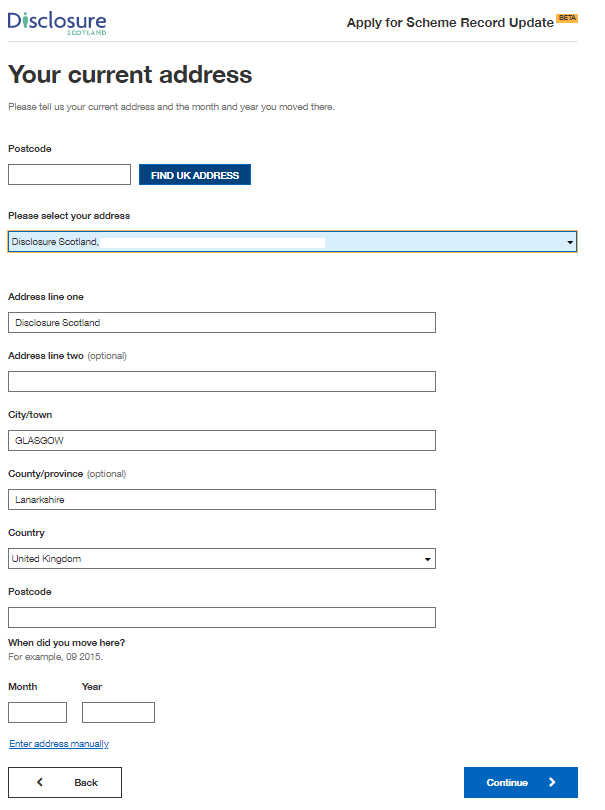 Disclosure
SCOTLAND
Apply for Scheme Record Update BETA
Your current address
Please tell us your current address and the month and year you moved there.
Postcode
FIND UK ADDRESS
Please select your address
Disclosure Scotland,
Address line one
Disclosure Scotland
Address line two (optional)
City/town
GLASGOW
County/province (optional)
Lanarkshire
Country
United Kingdom
Postcode
When did you move here?
For example, 09 2015.
Month Year
Enter address manually
Back Continue